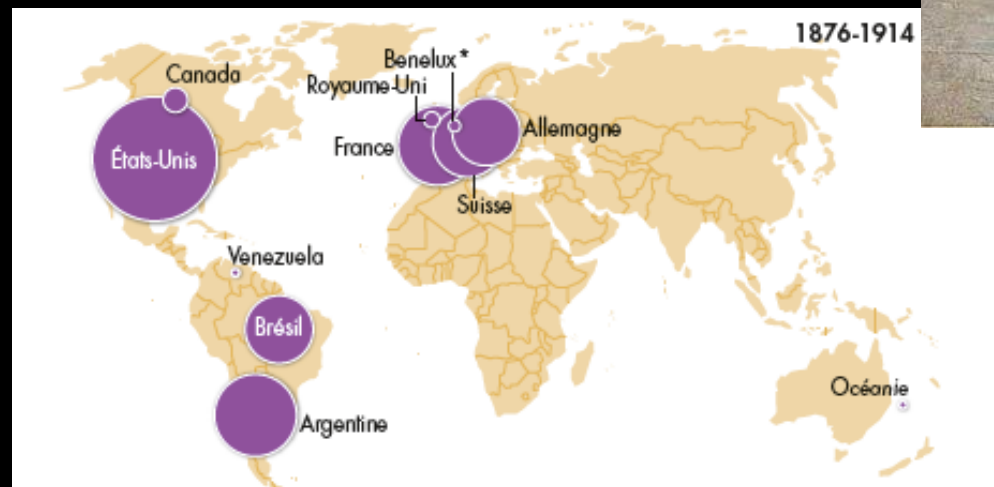 1876-1914
Canada
Benelux*
Royaume-Uni
États-Unis
France
Allemagne
Suisse
Venezuela
Brésil
Argentine
Océanie